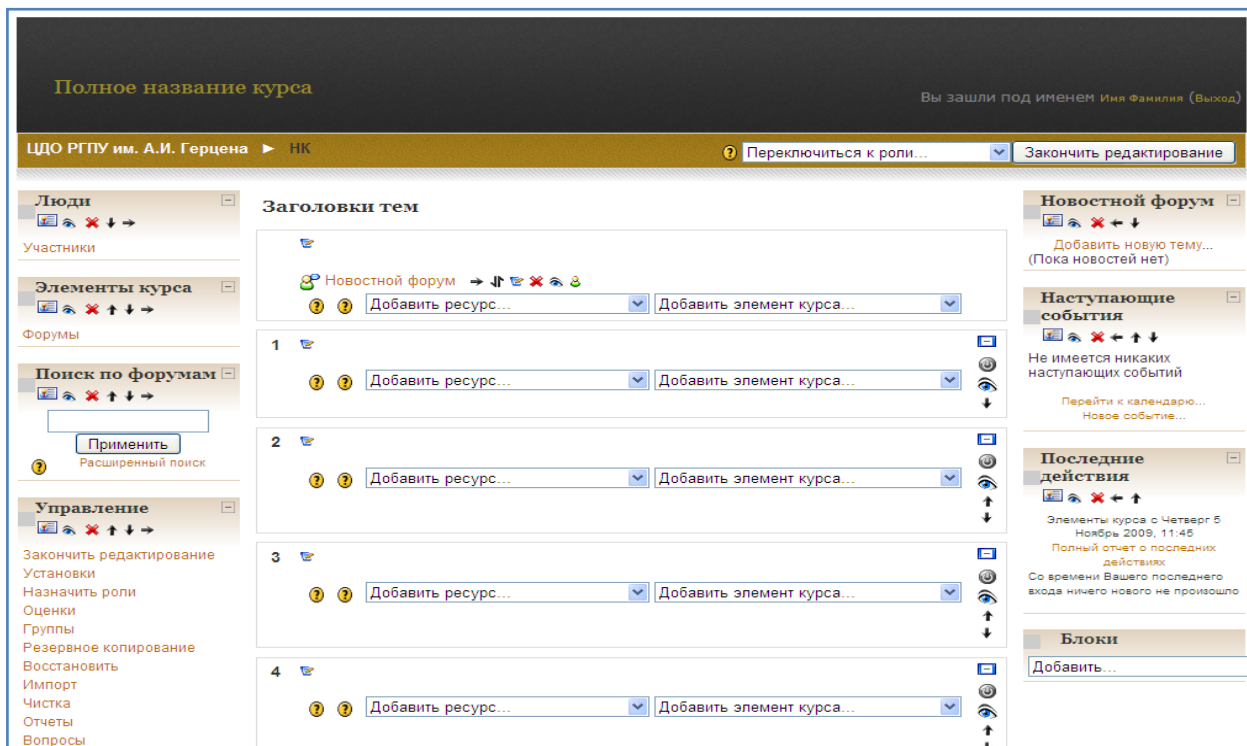 Полное название курса
Вы зашли под именем Имя Фамилия (Выход)
ЦДО РГПУ им. А.И. Герцена ► НК
Переключиться к роли...
Закончить редактирование
Люди
Участники
Элементы курса
Форумы
Поиск по форумам
Применить
Расширенный поиск
Управление
Закончить редактирование
Установки
Назначить роли
Оценки
Группы
Резервное копирование
Восстановить
Импорт
Чистка
Отчеты
Вопросы
Заголовки тем
Новостной форум
Добавить ресурс... Добавить элемент курса...
1
Добавить ресурс... Добавить элемент курса...
2
Добавить ресурс... Добавить элемент курса...
3
Добавить ресурс... Добавить элемент курса...
4
Добавить ресурс... Добавить элемент курса...
Новостной форум
Добавить новую тему...
(Пока новостей нет)
Наступающие
события
Не имеется никаких
наступающих событий
Перейти к календарю...
Новое событие...
Последние
действия
Элементы курса с Четверг 5
Ноябрь 2009, 11:45
Полный отчет о последних
действиях
Со времени Вашего последнего
входа ничего нового не произошло
Блоки
Добавить...